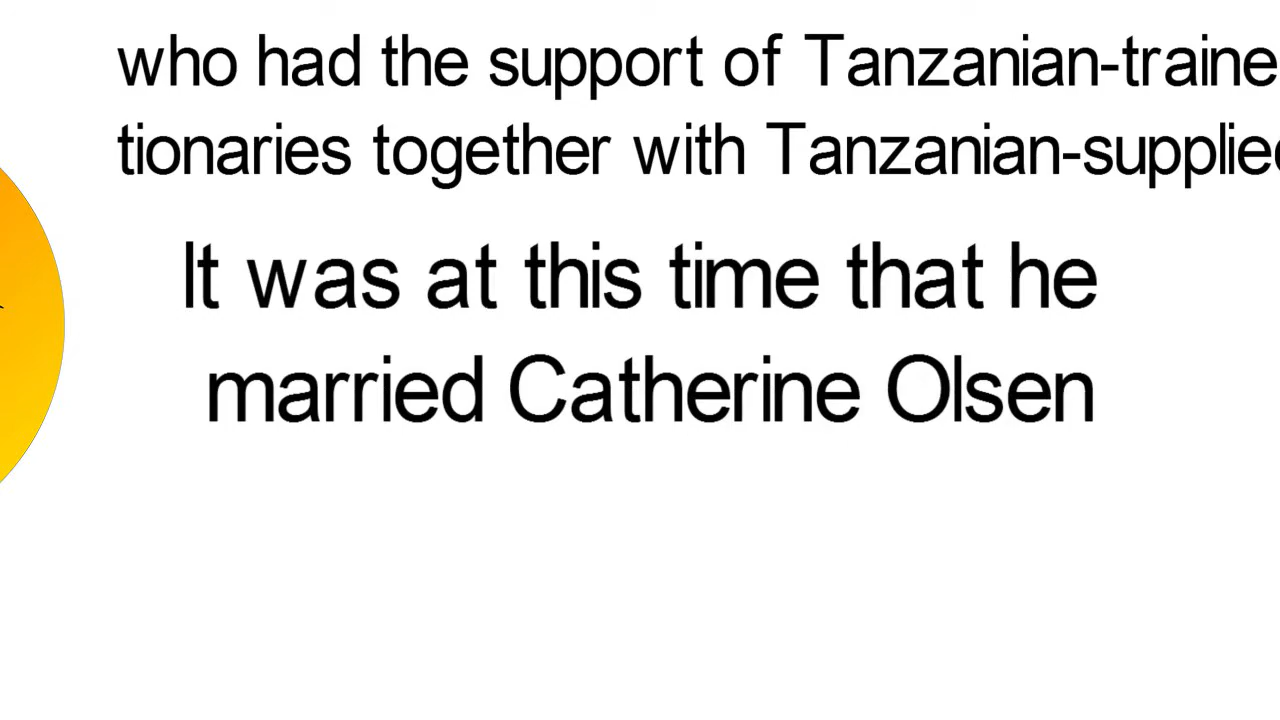 who had the support of Tanzanian-traine
tionaries together with Tanzanian-supplied
It was at this time that he
married Catherine Olsen